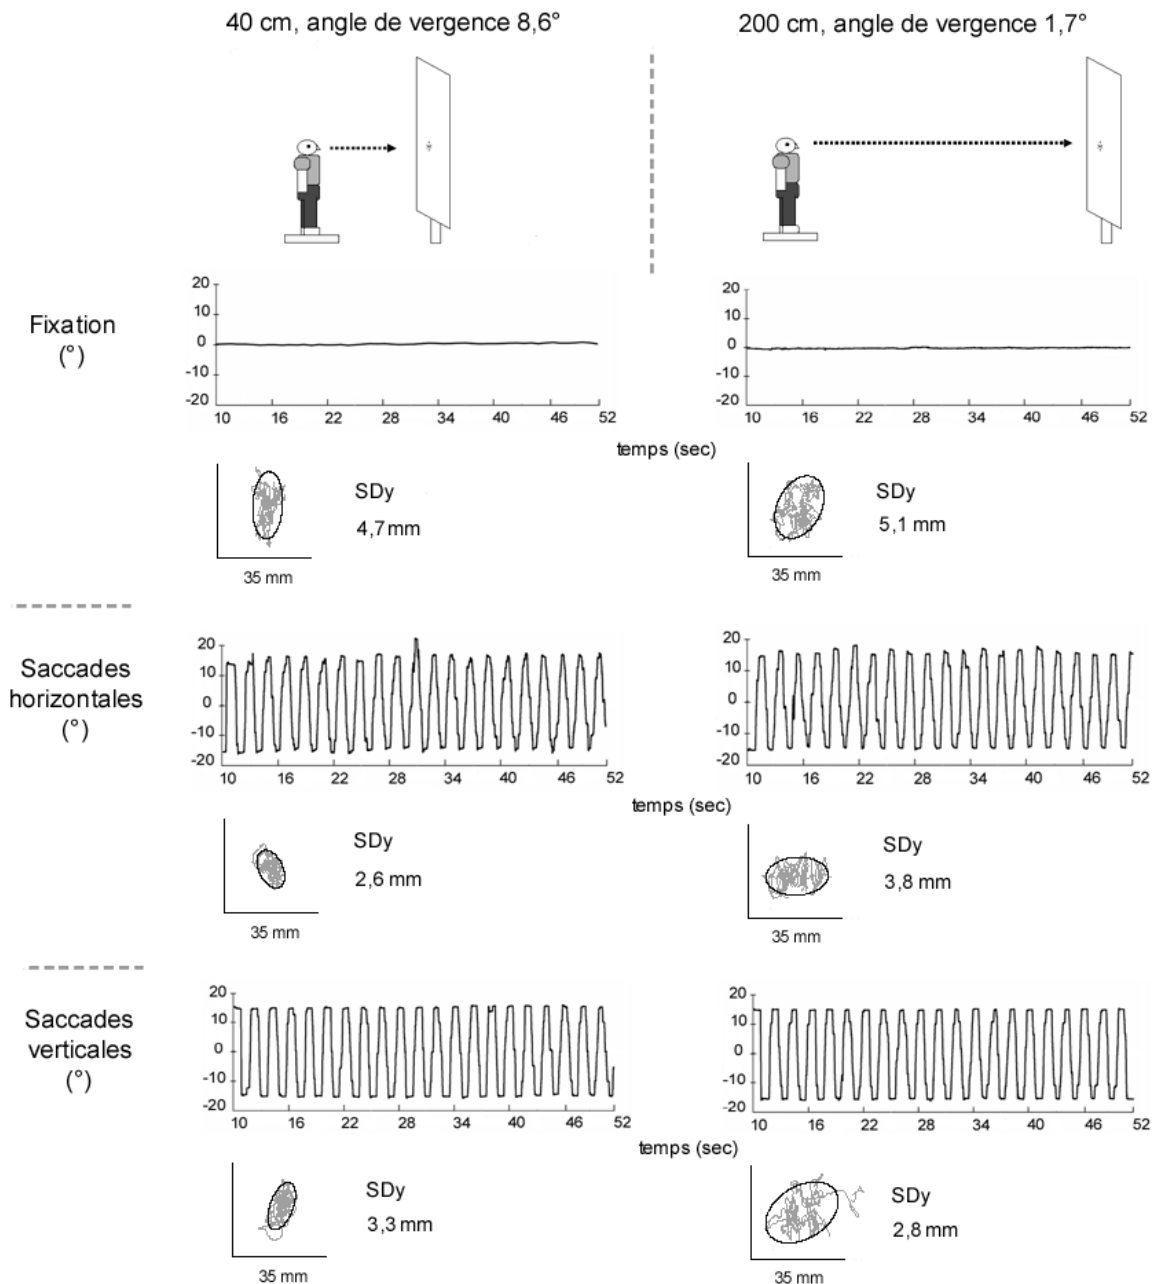 40 cm, angle de vergence 8,6°
200 cm, angle de vergence 1,7°
Fixation
(°)
20
10
0
-10
-20
10 16 22 28 34 40 46 52
20
10
0
-10
-20
10 16 22 28 34 40 46 52
temps (sec)
SDy
4,7 mm
35 mm
SDy
5,1 mm
35 mm
Saccades
horizontales
(°)
20
10
0
-10
-20
10 16 22 28 34 40 46 52
20
10
0
-10
-20
10 16 22 28 34 40 46 52
temps (sec)
SDy
2,6 mm
35 mm
SDy
3,8 mm
35 mm
Saccades
verticales
(°)
20
10
0
-10
-20
10 16 22 28 34 40 46 52
20
10
0
-10
-20
10 16 22 28 34 40 46 52
temps (sec)
SDy
3,3 mm
35 mm
SDy
2,8 mm
35 mm